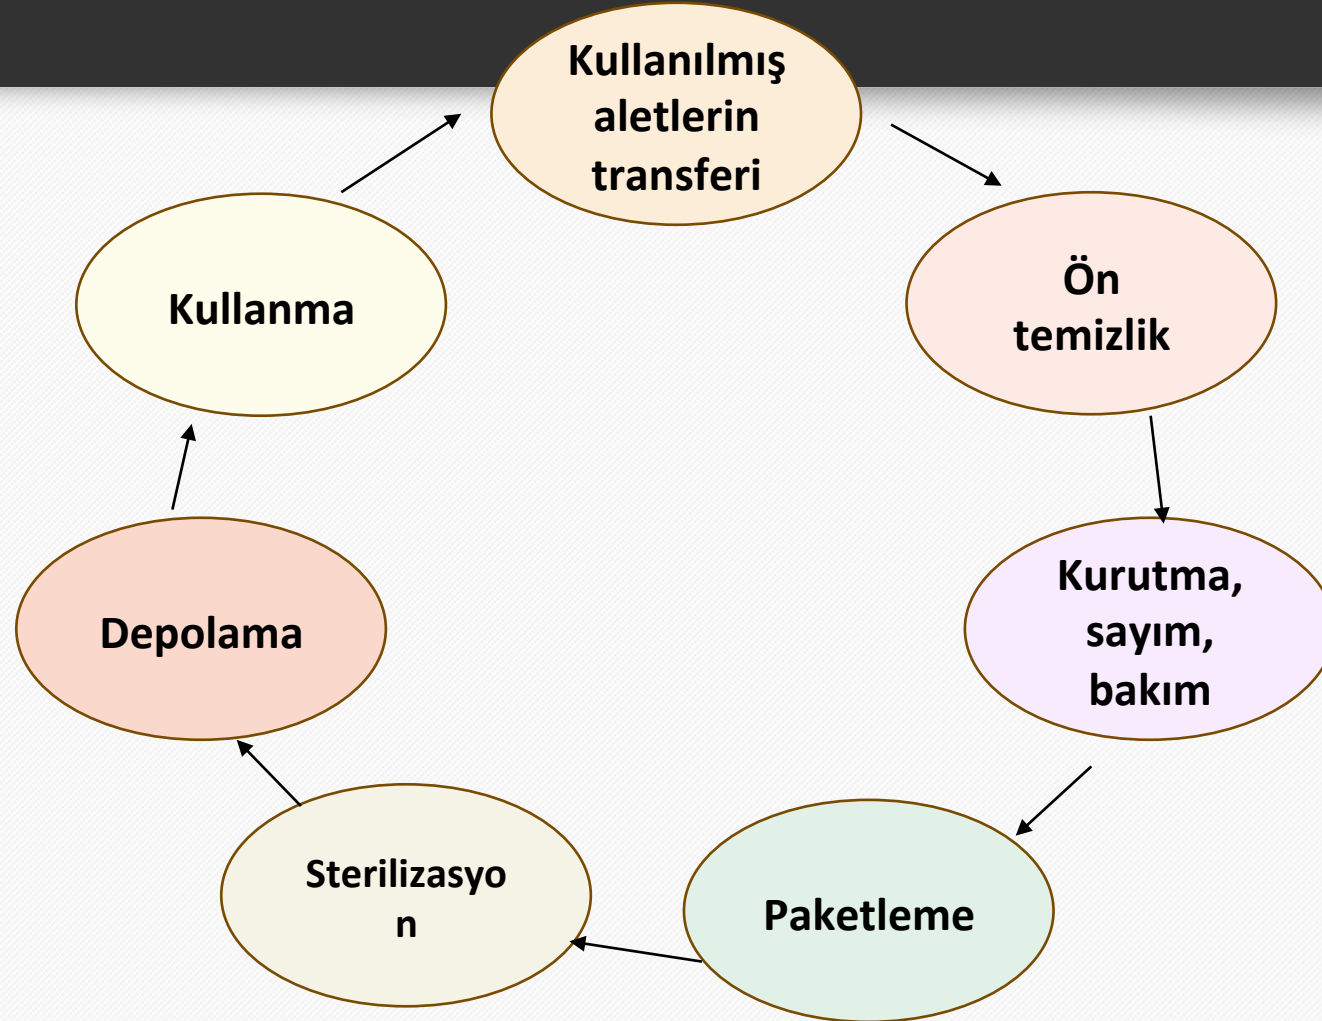 Kullanılmış
aletlerin
transferi
Ön
temizlik
Kurutma,
sayım,
bakım
Paketleme
Sterilizasyo
n
Depolama
Kullanma